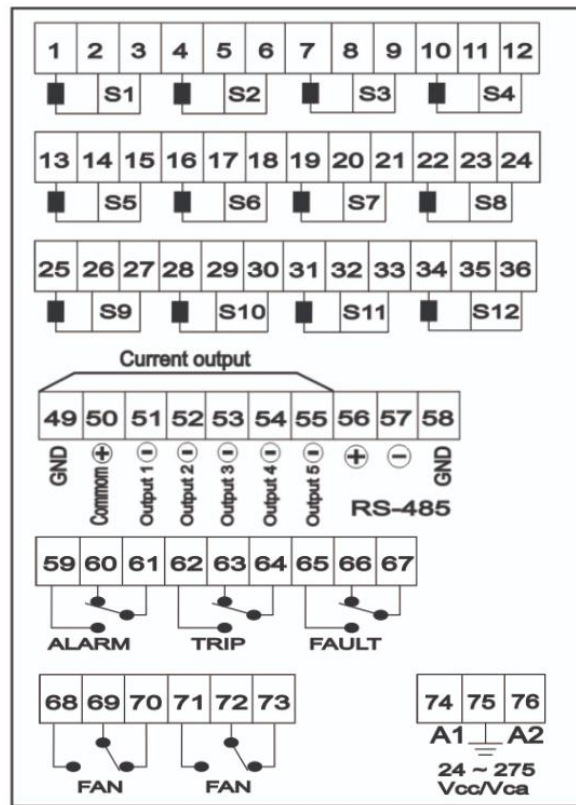 1 2 3 4 5 6 7 8 9 10 11 12
S1 S2 S3 S4
13 14 15 16 17 18 19 20 21 22 23 24
S5 S6 S7 S8
25 26 27 28 29 30 31 32 33 34 35 36
S9 S10 S11 S12
Current output
49 50 51 52 53 54 55 56 57 58
GND
Commom +
Output 1 -
Output 2 -
Output 3 -
Output 4 -
Output 5 -
+ -
GND
RS-485
59 60 61 62 63 64 65 66 67
ALARM TRIP FAULT
68 69 70 71 72 73
FAN FAN
74 75 76
A1 A2
24 ~ 275
Vcc/Vca